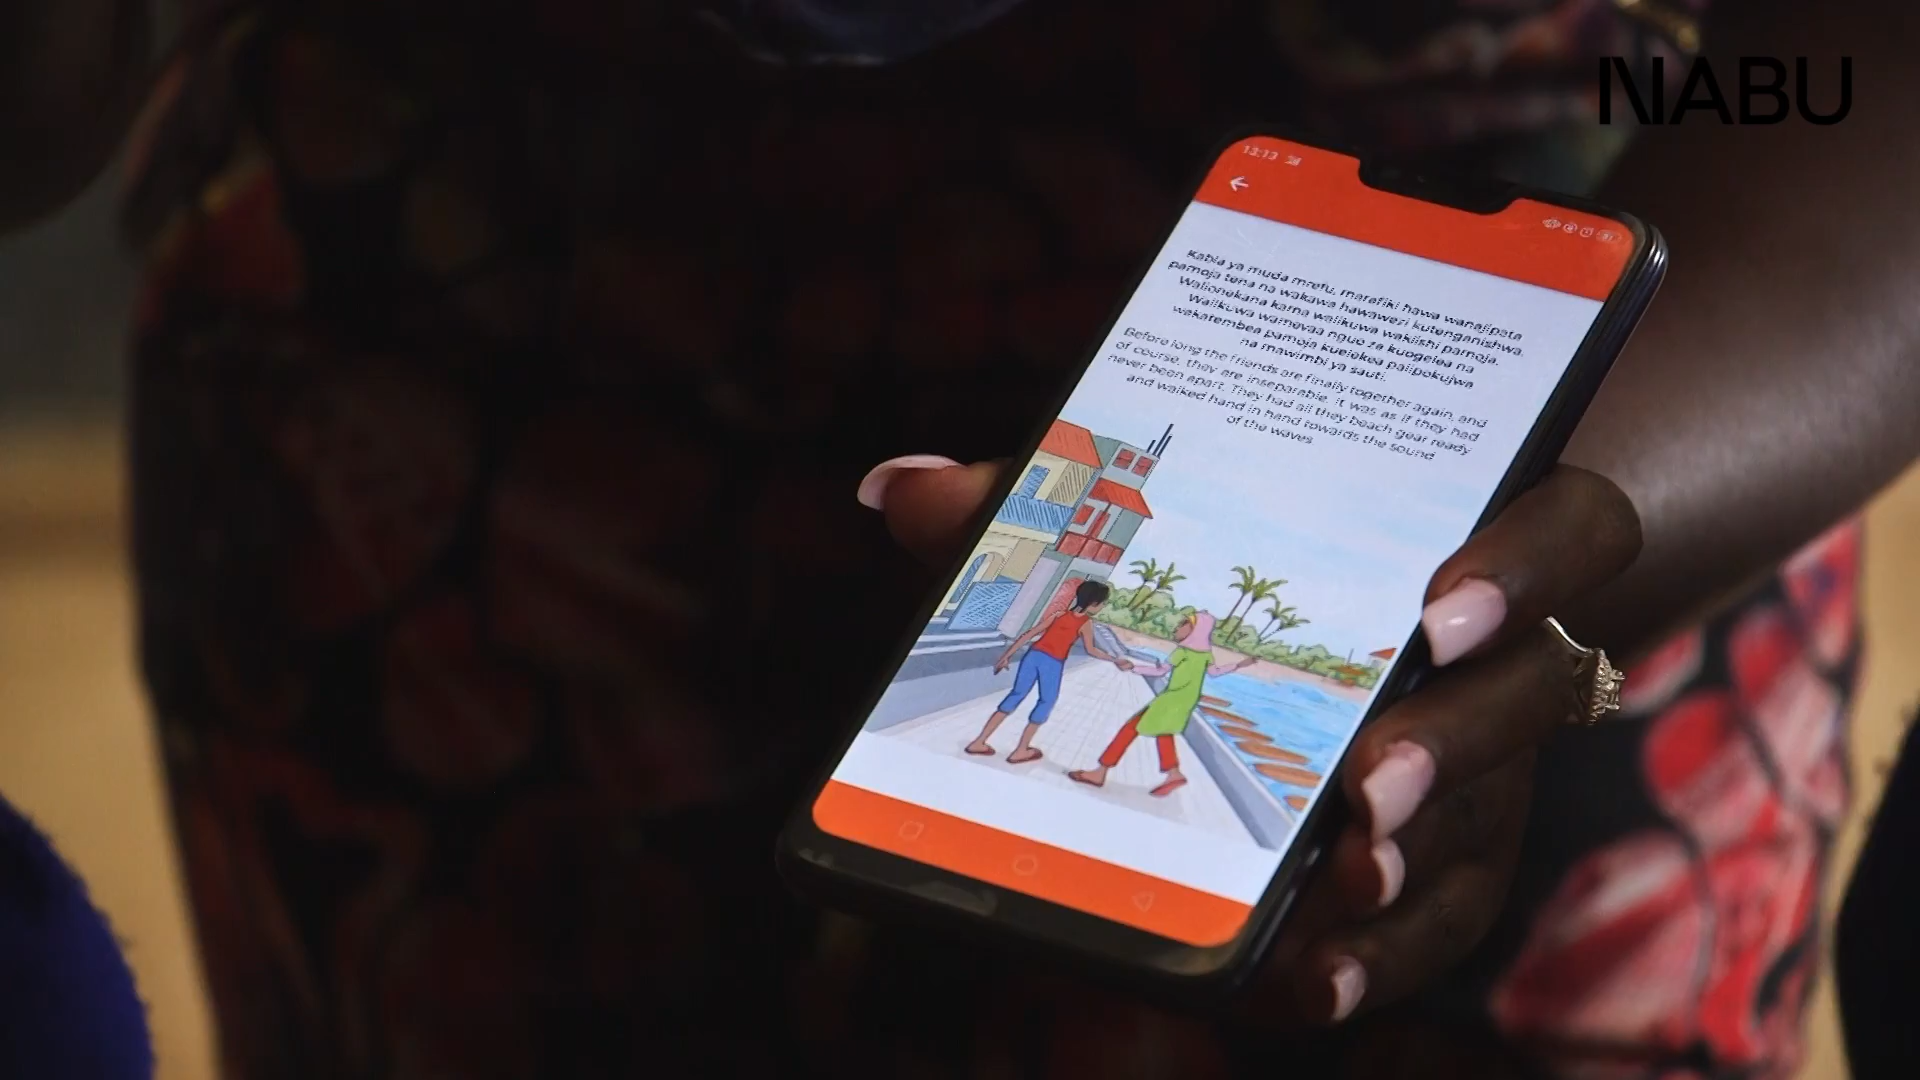 NABU
13:13
Kabla ya muda mrefu, marafiki hawa wanajipata
pamoja tena na wakawa hawawezi kutenganishwa.
Walionekana kama walikuwa wakiishi pamoja.
Walikuwa wamevaa nguo za kuogelea na
wakatembea pamoja kuelekea palipokujwa
na mawimbi ya sauti.
Before long the friends are finally together again, and
of course, they are inseparable. It was as if they had
never been apart. They had all they beach gear ready
and walked hand in hand towards the sound
of the waves